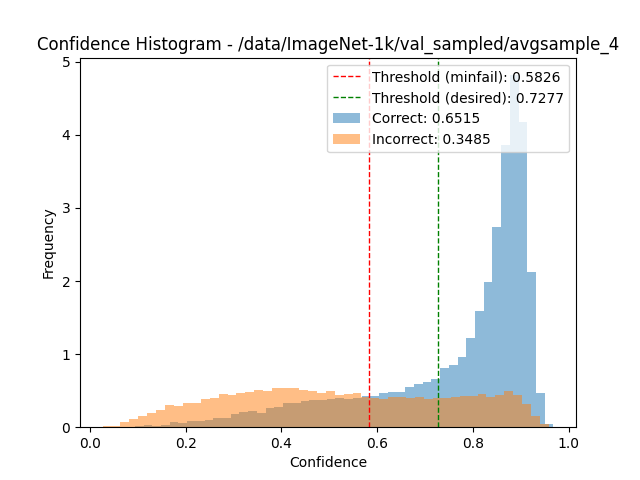 Confidence Histogram - /data/ImageNet-1k/val_sampled/avgsample_4
Threshold (minfail): 0.5826
Threshold (desired): 0.7277
Correct: 0.6515
Incorrect: 0.3485
Frequency
5
4
3
2
1
0
0.0 0.2 0.4 0.6 0.8 1.0
Confidence